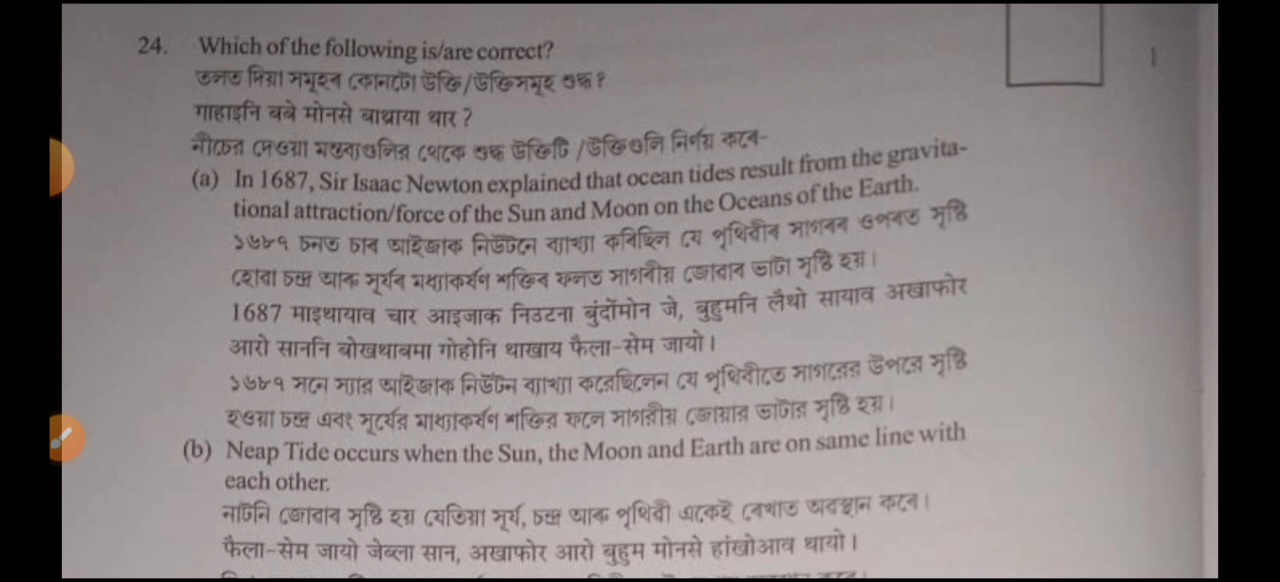 24. Which of the following is/are correct? 1
তলত দিয়া সমূহৰ কোনটো উক্তি/উক্তিসমূহ শুদ্ধ?
गाहाइनि बबे मोनसे बाथ्राया थार ?
নীচের দেওয়া মন্তব্যগুলির থেকে শুদ্ধ উক্তিটি /উক্তিগুলি নির্ণয় কৰে-
(a) In 1687, Sir Isaac Newton explained that ocean tides result from the gravita-
tional attraction/force of the Sun and Moon on the Oceans of the Earth.
১৬৮৭ চনত চাৰ আইজাক নিউটনে ব্যাখ্যা কৰিছিল যে পৃথিবীৰ সাগৰৰ ওপৰত সৃষ্টি
হোৱা চন্দ্ৰ আৰু সূৰ্যৰ মধ্যাকৰ্ষণ শক্তিৰ ফলত সাগৰীয় জোৱাৰ ভাটা সৃষ্টি হয়।
1687 माइथायाव चार आइजाक निउटना बुंदोंमोन जे, बुहुमनि लैथो सायाव अखाफोर
आरो साननि बोखथाबमा गोहोनि थाखाय फैला-सेम जायो।
১৬৮৭ সনে স্যার আইজাক নিউটন ব্যাখ্যা করেছিলেন যে পৃথিবীতে সাগরের উপরে সৃষ্টি
হওয়া চন্দ্র এবং সূর্যের মাধ্যাকর্ষণ শক্তির ফলে সাগরীয় জোয়ার ভাটার সৃষ্টি হয়।
(b) Neap Tide occurs when the Sun, the Moon and Earth are on same line with
each other.
নাটনি জোৱাৰ সৃষ্টি হয় যেতিয়া সূৰ্য, চন্দ্ৰ আৰু পৃথিবী একেই ৰেখাত অৱস্থান কৰে।
फैला-सेम जायो जेब्ला सान, अखाफोर आरो बुहुम मोनसे हांखोआव थायो।